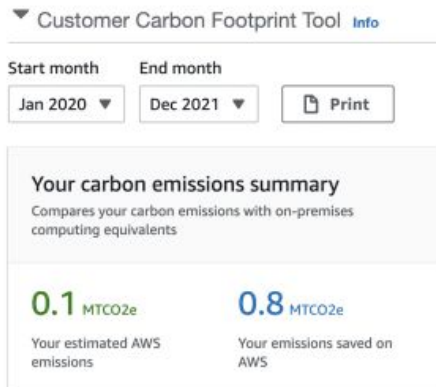 Customer Carbon Footprint Tool Info
Start month End month
Jan 2020 Dec 2021 Print
Your carbon emissions summary
Compares your carbon emissions with on-premises
computing equivalents
0.1 MTCO2e 0.8 MTCO2e
Your estimated AWS
emissions
Your emissions saved on
AWS